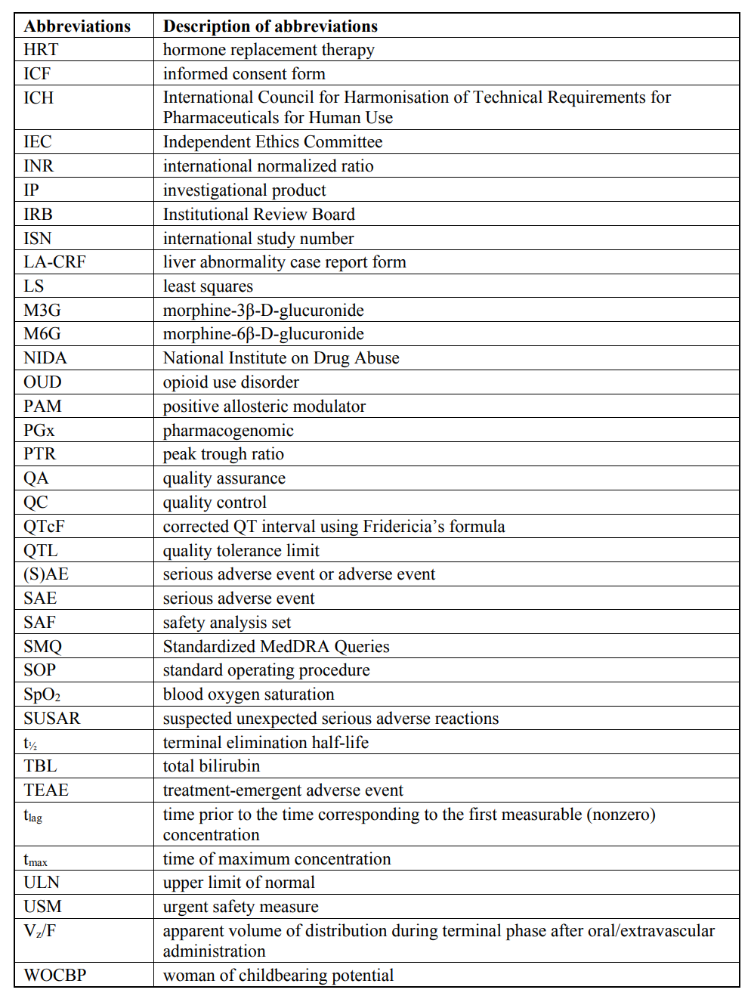 Abbreviations Description of abbreviations
HRT hormone replacement therapy
ICF informed consent form
ICH International Council for Harmonisation of Technical Requirements for
Pharmaceuticals for Human Use
IEC Independent Ethics Committee
INR international normalized ratio
IP investigational product
IRB Institutional Review Board
ISN international study number
LA-CRF liver abnormality case report form
LS least squares
M3G morphine-3β-D-glucuronide
M6G morphine-6β-D-glucuronide
NIDA National Institute on Drug Abuse
OUD opioid use disorder
PAM positive allosteric modulator
PGx pharmacogenomic
PTR peak trough ratio
QA quality assurance
QC quality control
QTcF corrected QT interval using Fridericia’s formula
QTL quality tolerance limit
(S)AE serious adverse event or adverse event
SAE serious adverse event
SAF safety analysis set
SMQ Standardized MedDRA Queries
SOP standard operating procedure
SpO₂ blood oxygen saturation
SUSAR suspected unexpected serious adverse reactions
t½ terminal elimination half-life
TBL total bilirubin
TEAE treatment-emergent adverse event
tlag time prior to the time corresponding to the first measurable (nonzero)
concentration
tmax time of maximum concentration
ULN upper limit of normal
USM urgent safety measure
Vz/F apparent volume of distribution during terminal phase after oral/extravascular
administration
WOCBP woman of childbearing potential